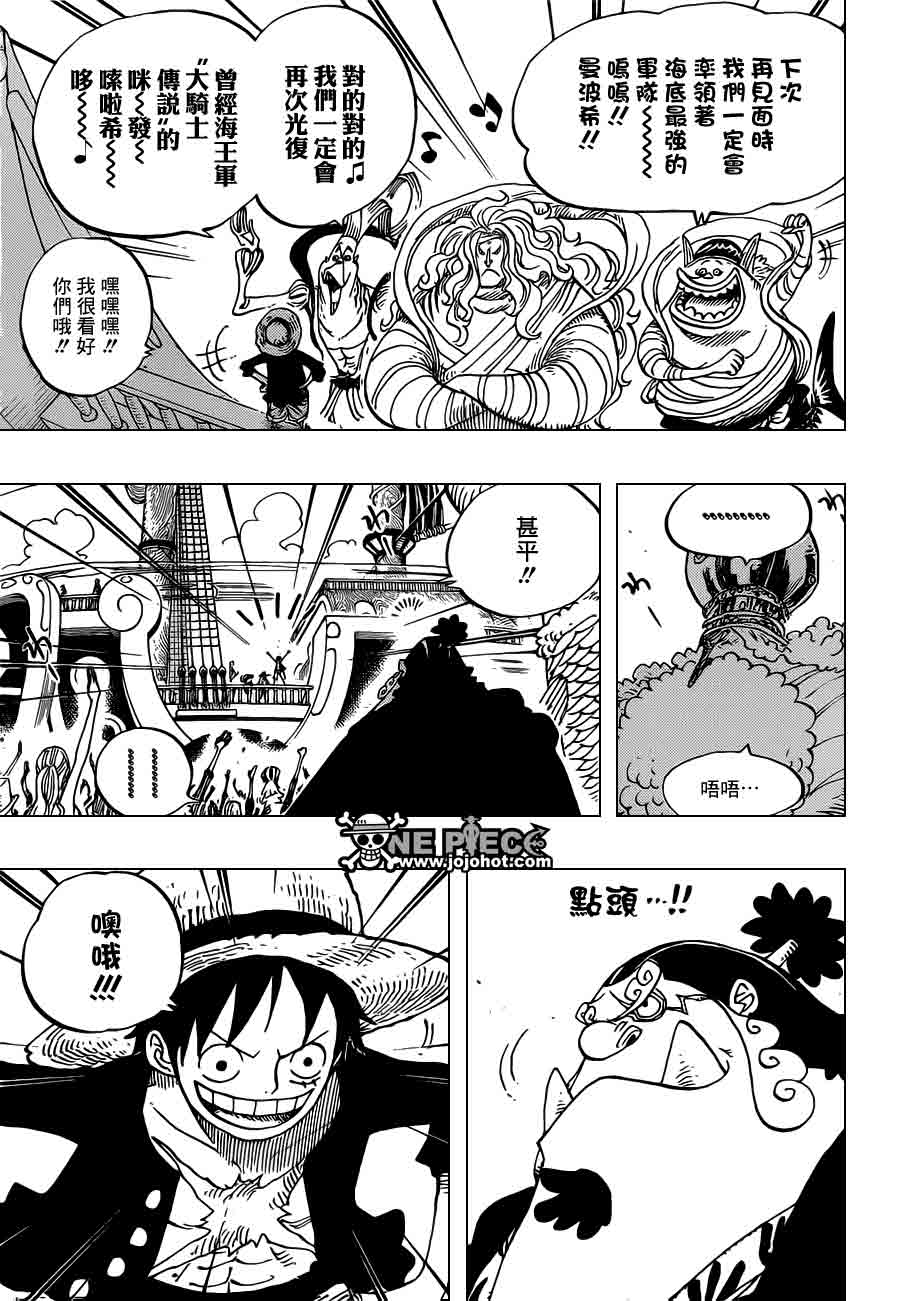 下次
再見面時
我們一定會
率領著
海底最強的
軍隊～～
嗚嗚!!
曼波希!!
對的對的♫
我們一定會
再次光復
曾經海王軍
“大騎士
傳説”的
咪～發～
嗦啦希～～
哆～～♪
嘿嘿嘿!!
我很看好
你們哦!!
唔唔…
甚平!!
ONE PIECE
www.jojohot.com
點頭…!!
噢哦!!!